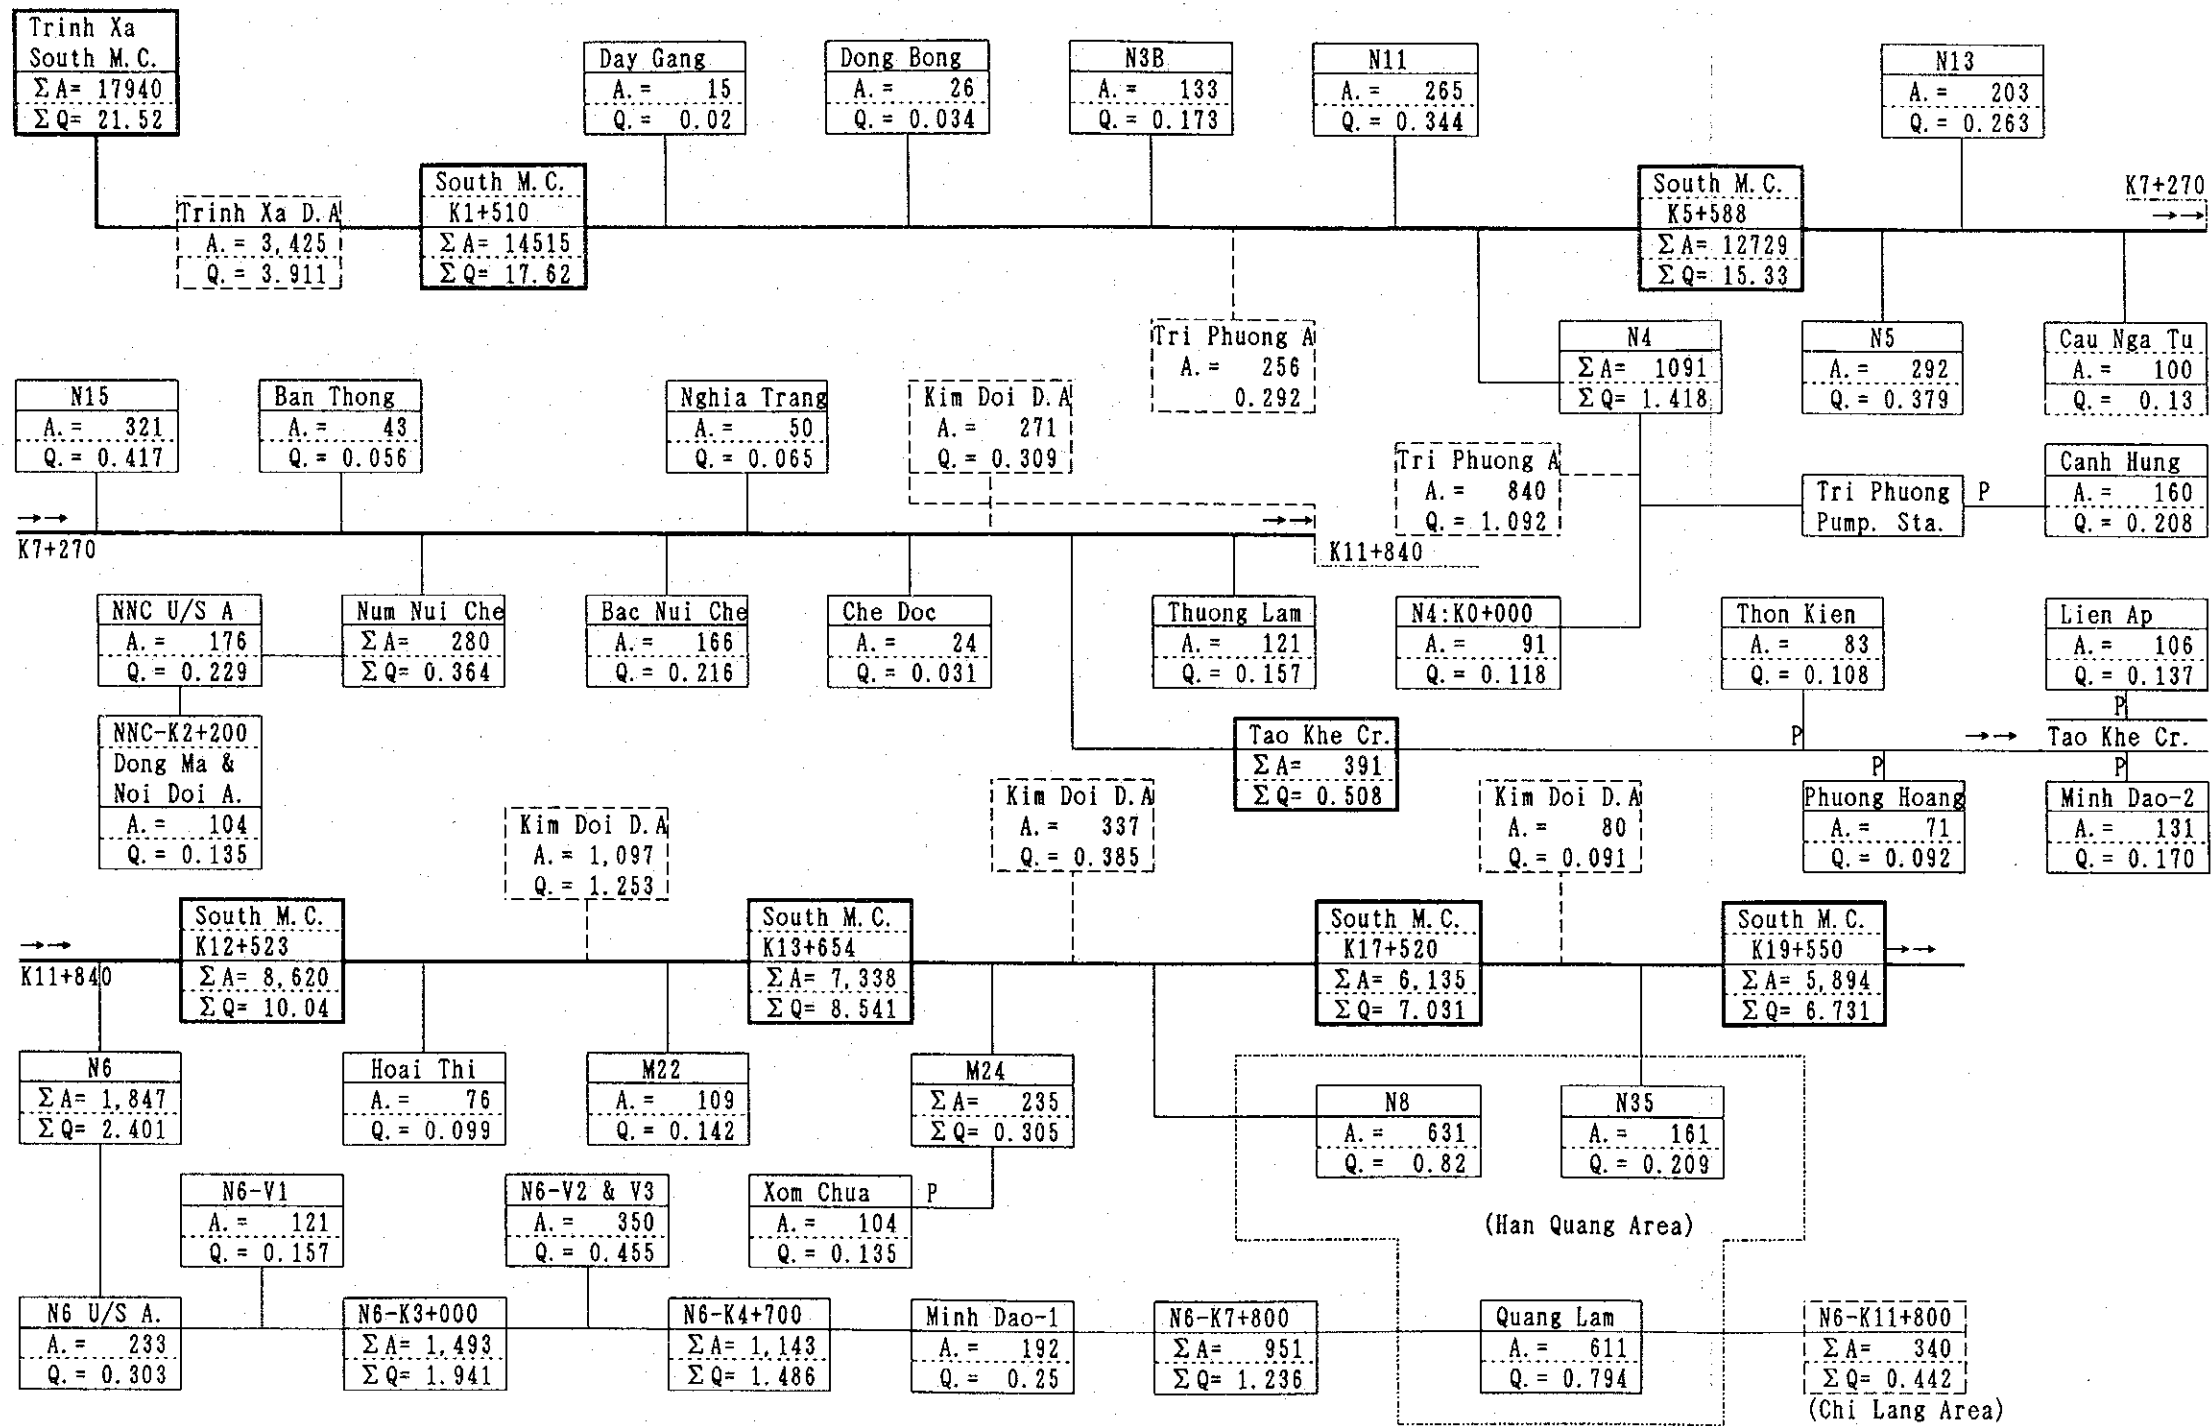 Trinh Xa
South M.C.
ΣA= 17940
ΣQ= 21.52
Day Gang
A.= 15
Q.= 0.02
Dong Bong
A.= 26
Q.= 0.034
N3B
A.= 133
Q.= 0.173
N11
A.= 265
Q.= 0.344
N13
A.= 203
Q.= 0.263
Trinh Xa D.A
A.= 3,425
Q.= 3.911
South M.C.
K1+510
ΣA= 14515
ΣQ= 17.62
South M.C.
K5+588
ΣA= 12729
ΣQ= 15.33
K7+270
→→
Tri Phuong A
A.= 256
0.292
N4
ΣA= 1091
ΣQ= 1.418
N5
A.= 292
Q.= 0.379
Cau Nga Tu
A.= 100
Q.= 0.13
N15
A.= 321
Q.= 0.417
Ban Thong
A.= 43
Q.= 0.056
Nghia Trang
A.= 50
Q.= 0.065
Kim Doi D.A
A.= 271
Q.= 0.309
Tri Phuong A
A.= 840
Q.= 1.092
Tri Phuong
Pump. Sta.
P
Canh Hung
A.= 160
Q.= 0.208
→→
K7+270
→→
K11+840
NNC U/S A
A.= 176
Q.= 0.229
Num Nui Che
ΣA= 280
ΣQ= 0.364
Bac Nui Che
A.= 166
Q.= 0.216
Che Doc
A.= 24
Q.= 0.031
Thuong Lam
A.= 121
Q.= 0.157
N4:K0+000
A.= 91
Q.= 0.118
Thon Kien
A.= 83
Q.= 0.108
Lien Ap
A.= 106
Q.= 0.137
NNC-K2+200
Dong Ma &
Noi Doi A.
A.= 104
Q.= 0.135
Tao Khe Cr.
ΣA= 391
ΣQ= 0.508
P
P
→→ Tao Khe Cr.
P
P
Phuong Hoang
A.= 71
Q.= 0.092
Minh Dao-2
A.= 131
Q.= 0.170
Kim Doi D.A
A.= 1,097
Q.= 1.253
Kim Doi D.A
A.= 337
Q.= 0.385
Kim Doi D.A
A.= 80
Q.= 0.091
→→
K11+840
South M.C.
K12+523
ΣA= 8,620
ΣQ= 10.04
South M.C.
K13+654
ΣA= 7,338
ΣQ= 8.541
South M.C.
K17+520
ΣA= 6.135
ΣQ= 7.031
South M.C.
K19+550
ΣA= 5,894
ΣQ= 6.731
→→
N6
ΣA= 1,847
ΣQ= 2.401
Hoai Thi
A.= 76
Q.= 0.099
M22
A.= 109
Q.= 0.142
M24
ΣA= 235
ΣQ= 0.305
N8
A.= 631
Q.= 0.82
N35
A.= 161
Q.= 0.209
N6-V1
A.= 121
Q.= 0.157
N6-V2 & V3
A.= 350
Q.= 0.455
Xom Chua
A.= 104
Q.= 0.135
P
(Han Quang Area)
N6 U/S A.
A.= 233
Q.= 0.303
N6-K3+000
ΣA= 1,493
ΣQ= 1.941
N6-K4+700
ΣA= 1,143
ΣQ= 1.486
Minh Dao-1
A.= 192
Q.= 0.25
N6-K7+800
ΣA= 951
ΣQ= 1.236
Quang Lam
A.= 611
Q.= 0.794
N6-K11+800
ΣA= 340
ΣQ= 0.442
(Chi Lang Area)